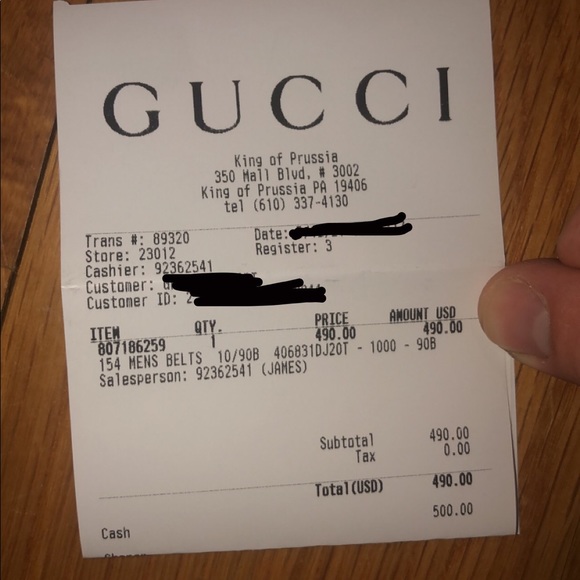 GUCCI
King of Prussia
350 Mall Blvd, # 3002
King of Prussia PA 19406
tel (610) 337-4130
Trans #: 89320 Date:
Store: 23012 Register: 3
Cashier: 92362541
Customer:
Customer ID:
ITEM QTY. PRICE AMOUNT USD
807186259 1 490.00 490.00
154 MENS BELTS 10/90B 406831DJ20T - 1000 - 90B
Salesperson: 92362541 (JAMES)
Subtotal 490.00
Tax 0.00
Total(USD) 490.00
500.00
Cash